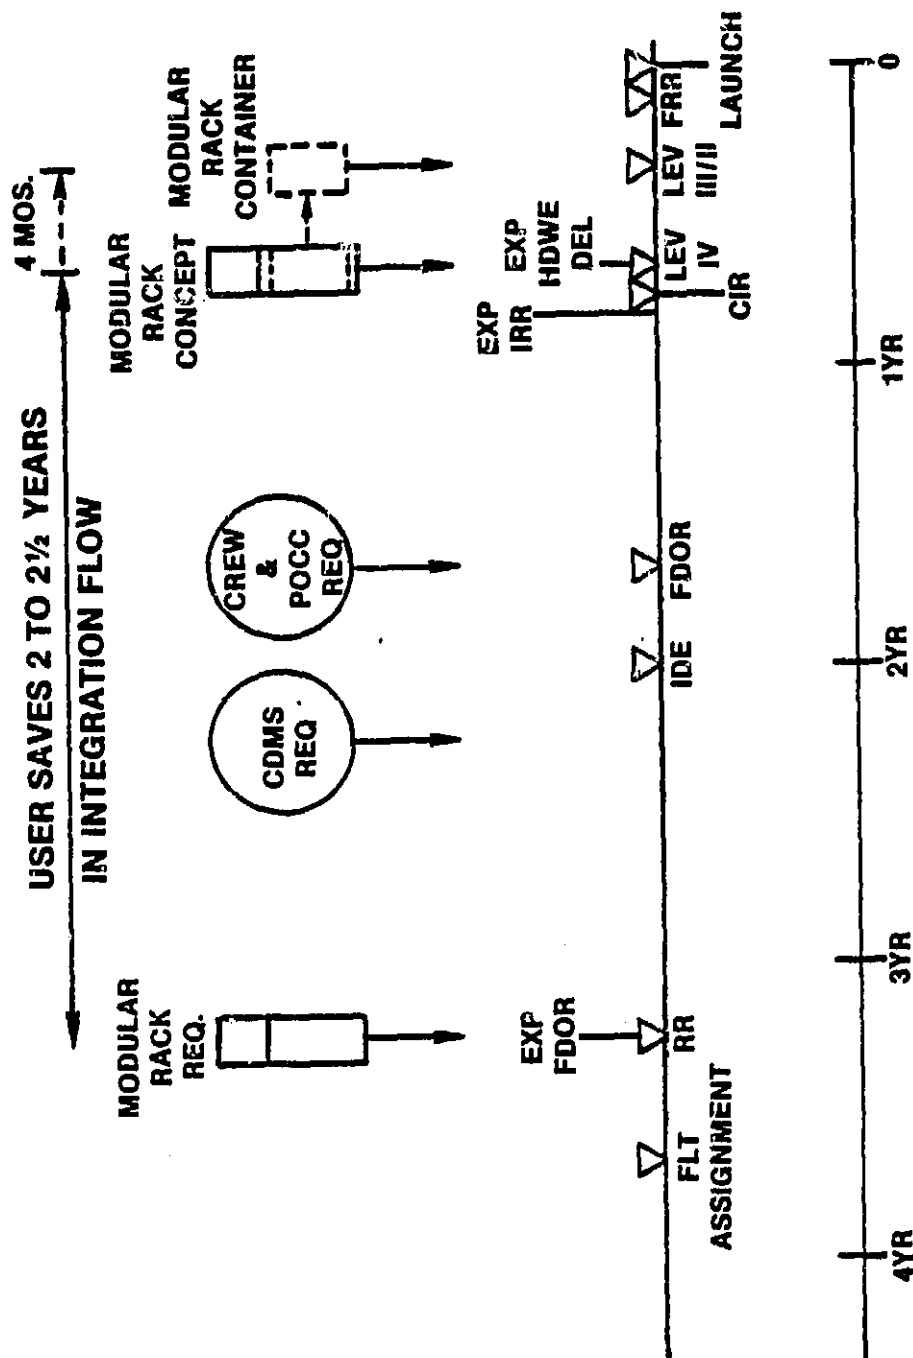 USER SAVES 2 TO 2½ YEARS
IN INTEGRATION FLOW
4 MOS.
MODULAR
RACK
REQ.
CDMS
REQ
CREW
&
POCC
REQ
MODULAR
RACK
CONCEPT
MODULAR
RACK
CONTAINER
EXP
FDOR
EXP
IRR
EXP
HDWE
DEL
FLT
ASSIGNMENT
RR
IDE
FDOR
CIR
LEV
IV
LEV
III/II
FRR
LAUNCH
4YR
3YR
2YR
1YR
0